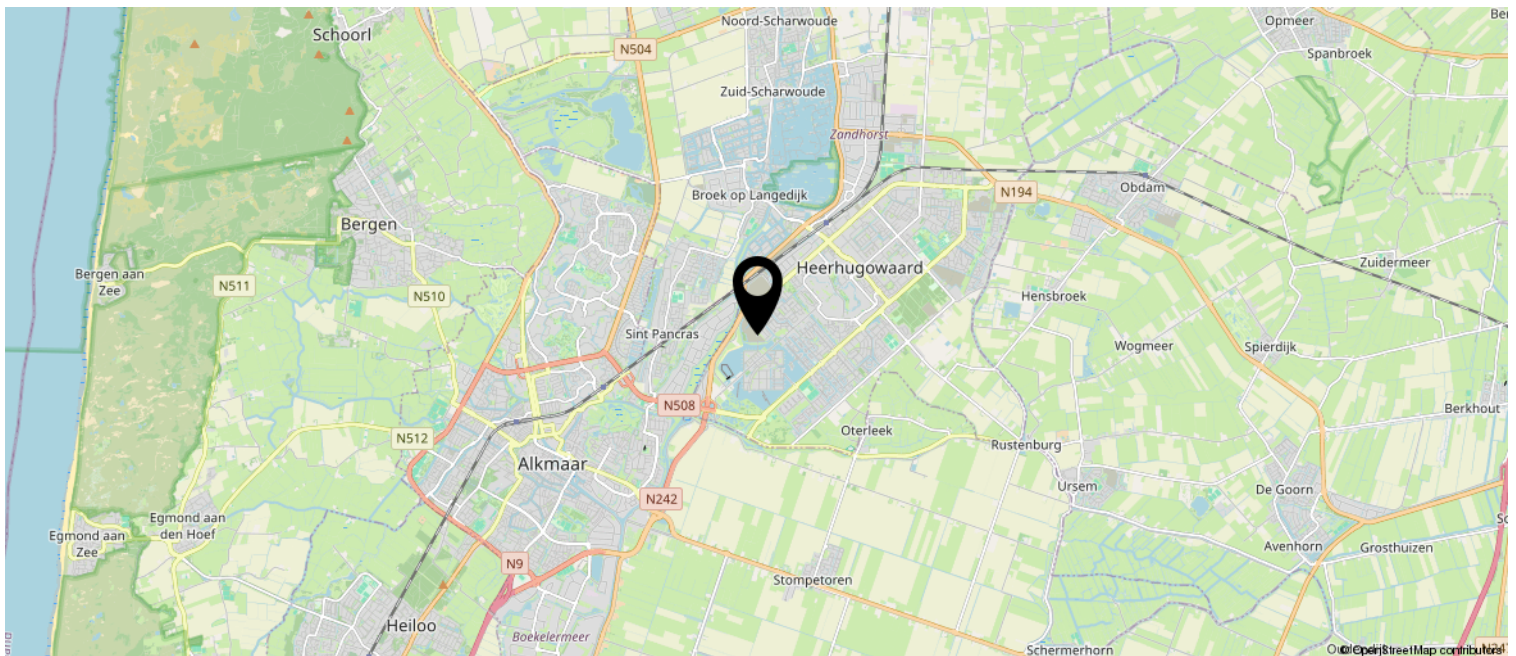 Noord-Scharwoude
Opmeer
Schoorl
N504
Spanbroek
Zuid-Scharwoude
Zandhorst
Broek op Langedijk
N194
Obdam
Bergen
Bergen aan
Zee
N511
N510
Heerhugowaard
Zuidermeer
Hensbroek
Sint Pancras
Wogmeer
Spierdijk
N508
Berkhout
N512
Oterleek
Rustenburg
Alkmaar
Ursem
De Goorn
N242
Egmond aan
den Hoef
Egmond aan
Zee
Avenhorn
Grosthuizen
N9
Stompetoren
Heiloo
Boekelermeer
Schermerhorn
© OpenStreetMap contributors